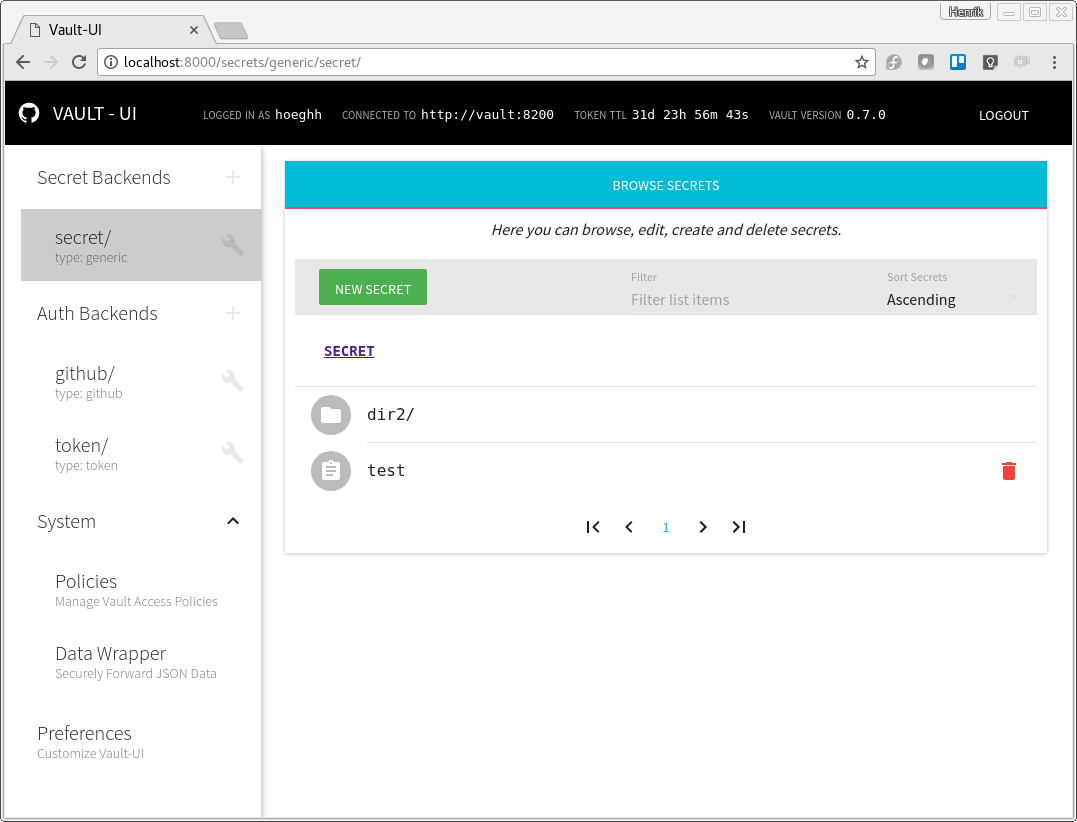 Henrik
Vault-UI
localhost:8000/secrets/generic/secret/
VAULT - UI
LOGGED IN AS hoeghh CONNECTED TO http://vault:8200 TOKEN TTL 31d 23h 56m 43s VAULT VERSION 0.7.0
LOGOUT
Secret Backends
secret/
type: generic
Auth Backends
github/
type: github
token/
type: token
System
Policies
Manage Vault Access Policies
Data Wrapper
Securely Forward JSON Data
Preferences
Customize Vault-UI
BROWSE SECRETS
Here you can browse, edit, create and delete secrets.
NEW SECRET
Filter
Filter list items
Sort Secrets
Ascending
SECRET
dir2/
test
1